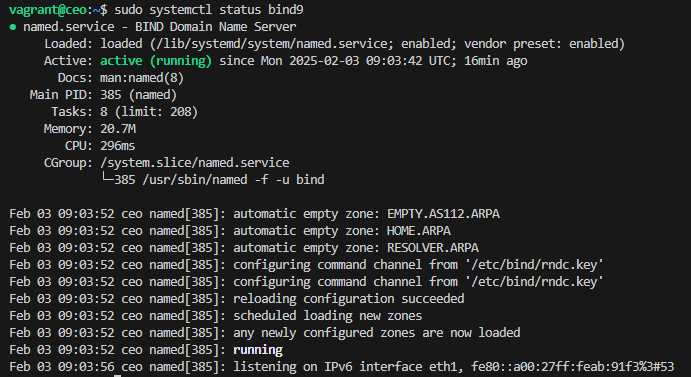 vagrant@ceo:~$ sudo systemctl status bind9
● named.service - BIND Domain Name Server
Loaded: loaded (/lib/systemd/system/named.service; enabled; vendor preset: enabled)
Active: active (running) since Mon 2025-02-03 09:03:42 UTC; 16min ago
Docs: man:named(8)
Main PID: 385 (named)
Tasks: 8 (limit: 208)
Memory: 20.7M
CPU: 296ms
CGroup: /system.slice/named.service
└─385 /usr/sbin/named -f -u bind
Feb 03 09:03:52 ceo named[385]: automatic empty zone: EMPTY.AS112.ARPA
Feb 03 09:03:52 ceo named[385]: automatic empty zone: HOME.ARPA
Feb 03 09:03:52 ceo named[385]: automatic empty zone: RESOLVER.ARPA
Feb 03 09:03:52 ceo named[385]: configuring command channel from '/etc/bind/rndc.key'
Feb 03 09:03:52 ceo named[385]: configuring command channel from '/etc/bind/rndc.key'
Feb 03 09:03:52 ceo named[385]: reloading configuration succeeded
Feb 03 09:03:52 ceo named[385]: scheduled loading new zones
Feb 03 09:03:52 ceo named[385]: any newly configured zones are now loaded
Feb 03 09:03:52 ceo named[385]: running
Feb 03 09:03:56 ceo named[385]: listening on IPv6 interface eth1, fe80::a00:27ff:feab:91f3%3#53